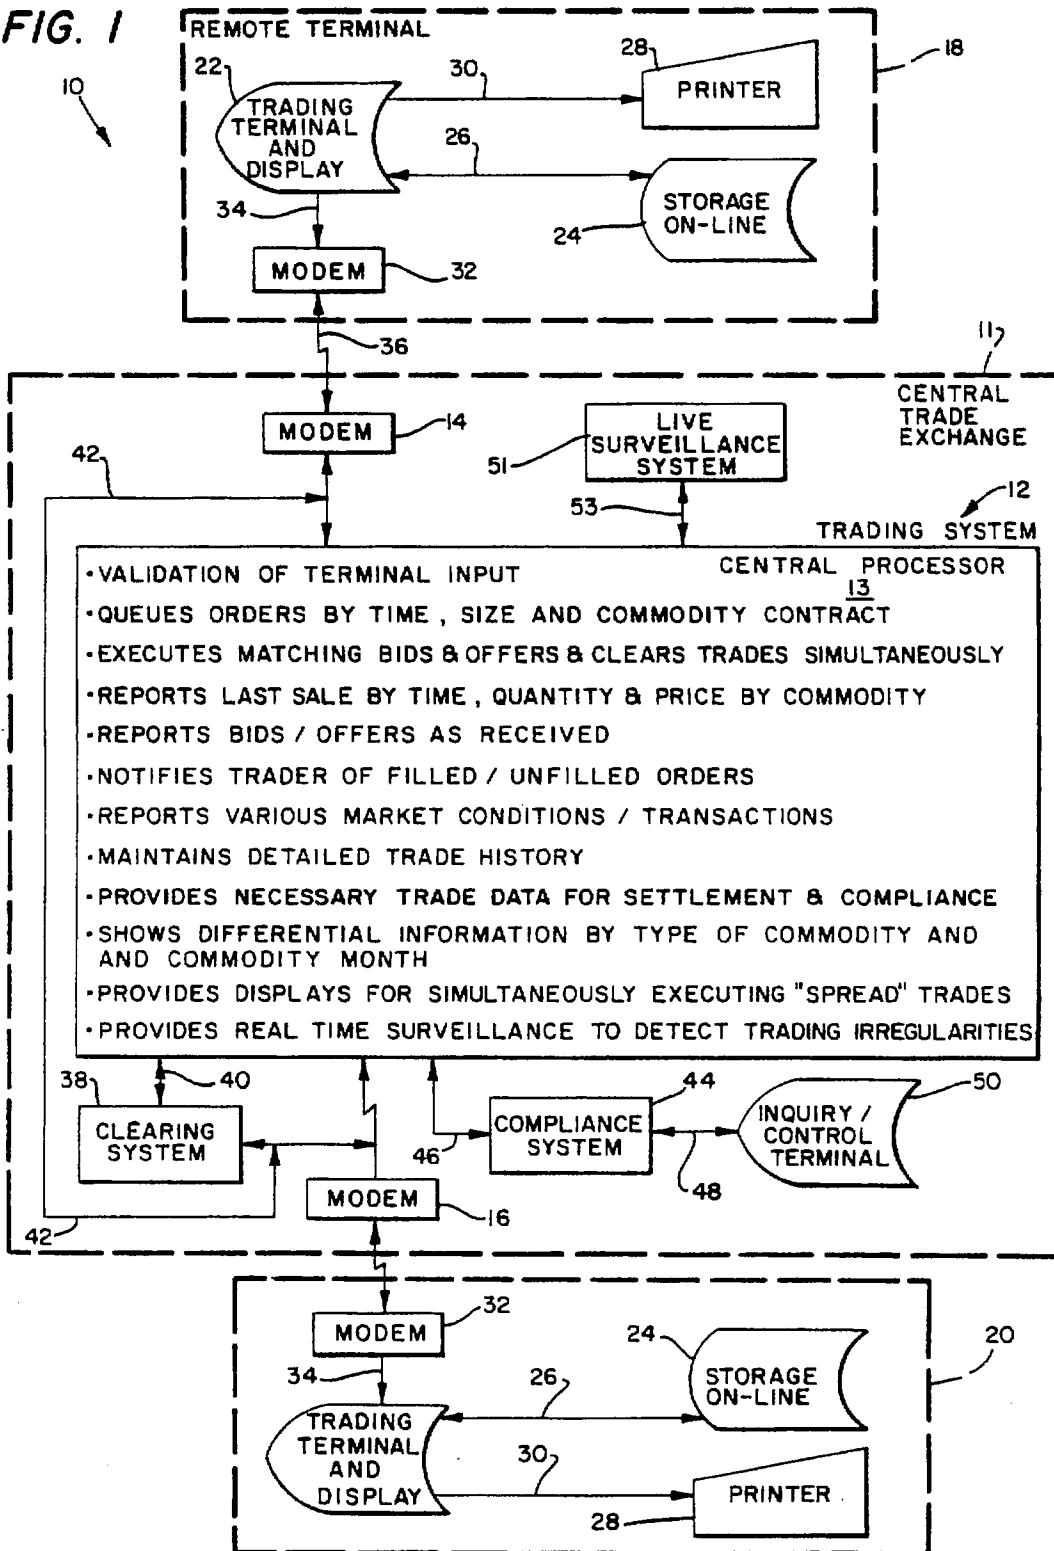 FIG. 1
REMOTE TERMINAL
10
22
30
28
18
TRADING
TERMINAL
AND
DISPLAY
PRINTER
26
STORAGE
ON-LINE
34
24
MODEM
32
36
11
CENTRAL
TRADE
EXCHANGE
MODEM
14
LIVE
SURVEILLANCE
SYSTEM
51
42
53
12
TRADING SYSTEM
CENTRAL PROCESSOR
13
•VALIDATION OF TERMINAL INPUT
•QUEUES ORDERS BY TIME, SIZE AND COMMODITY CONTRACT
•EXECUTES MATCHING BIDS & OFFERS & CLEARS TRADES SIMULTANEOUSLY
•REPORTS LAST SALE BY TIME, QUANTITY & PRICE BY COMMODITY
•REPORTS BIDS / OFFERS AS RECEIVED
•NOTIFIES TRADER OF FILLED / UNFILLED ORDERS
•REPORTS VARIOUS MARKET CONDITIONS / TRANSACTIONS
•MAINTAINS DETAILED TRADE HISTORY
•PROVIDES NECESSARY TRADE DATA FOR SETTLEMENT & COMPLIANCE
•SHOWS DIFFERENTIAL INFORMATION BY TYPE OF COMMODITY AND
AND COMMODITY MONTH
•PROVIDES DISPLAYS FOR SIMULTANEOUSLY EXECUTING "SPREAD" TRADES
•PROVIDES REAL TIME SURVEILLANCE TO DETECT TRADING IRREGULARITIES
38
40
44
50
CLEARING
SYSTEM
COMPLIANCE
SYSTEM
INQUIRY /
CONTROL
TERMINAL
46
48
MODEM
16
42
MODEM
32
24
20
34
26
STORAGE
ON-LINE
TRADING
TERMINAL
AND
DISPLAY
30
PRINTER
28